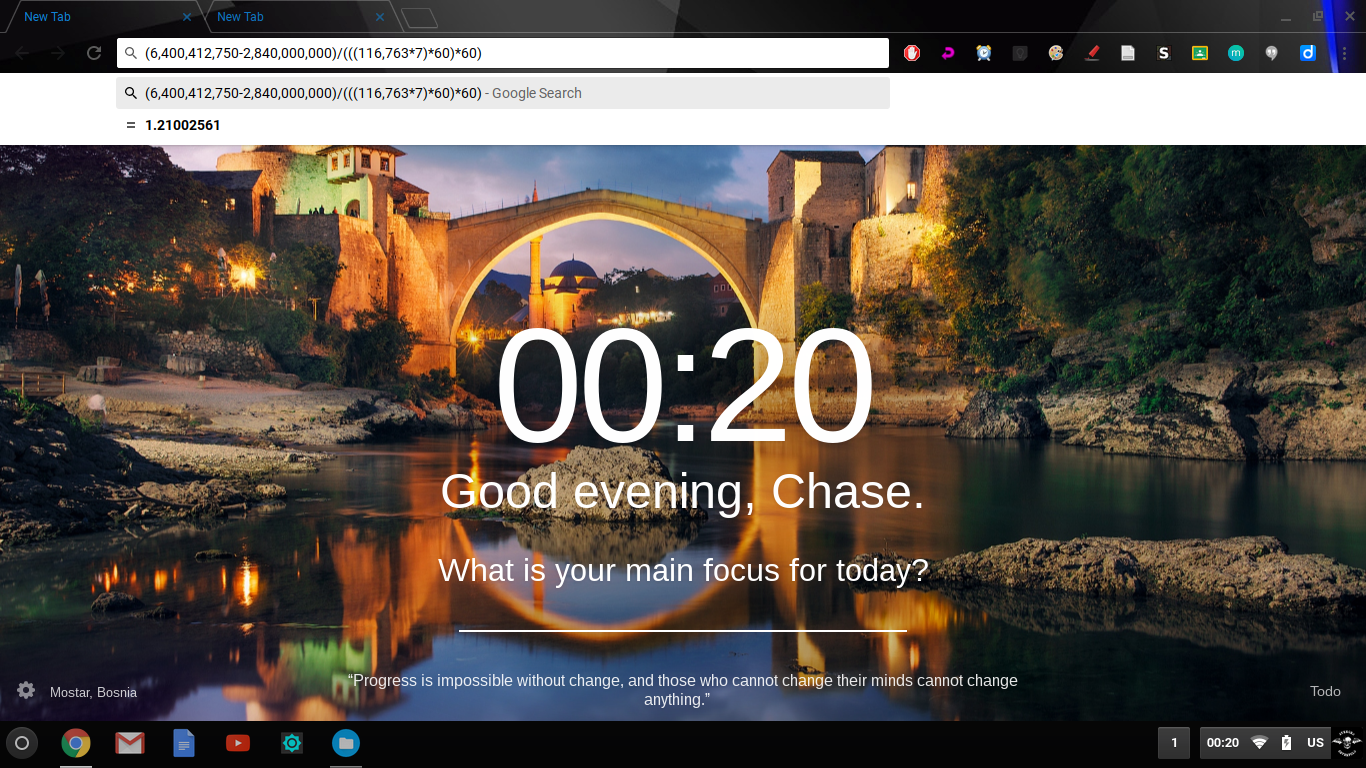 New Tab
New Tab
(6,400,412,750-2,840,000,000)/(((116,763*7)*60)*60)
(6,400,412,750-2,840,000,000)/(((116,763*7)*60)*60) - Google Search
= 1.21002561
00:20
Good evening, Chase.
What is your main focus for today?
“Progress is impossible without change, and those who cannot change their minds cannot change
anything.”
Mostar, Bosnia
Todo
1
00:20
US